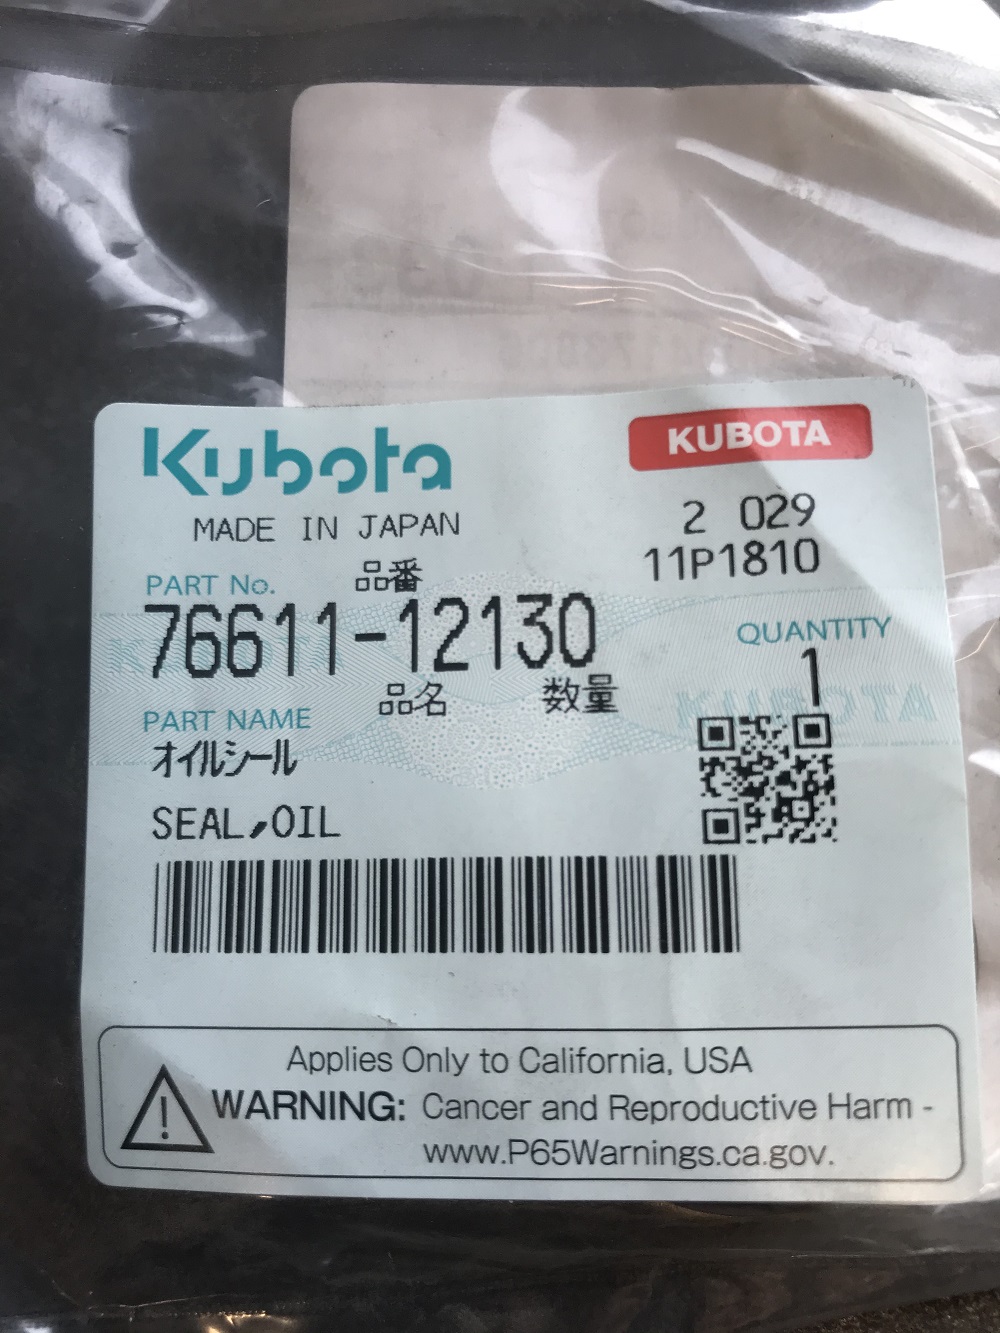 Kubota
KUBOTA
MADE IN JAPAN
2 029
11P1810
PART No.
品番
76611-12130
QUANTITY
1
品名
数量
PART NAME
オイルシール
SEAL,OIL
Applies Only to California, USA
WARNING: Cancer and Reproductive Harm -
www.P65Warnings.ca.gov.